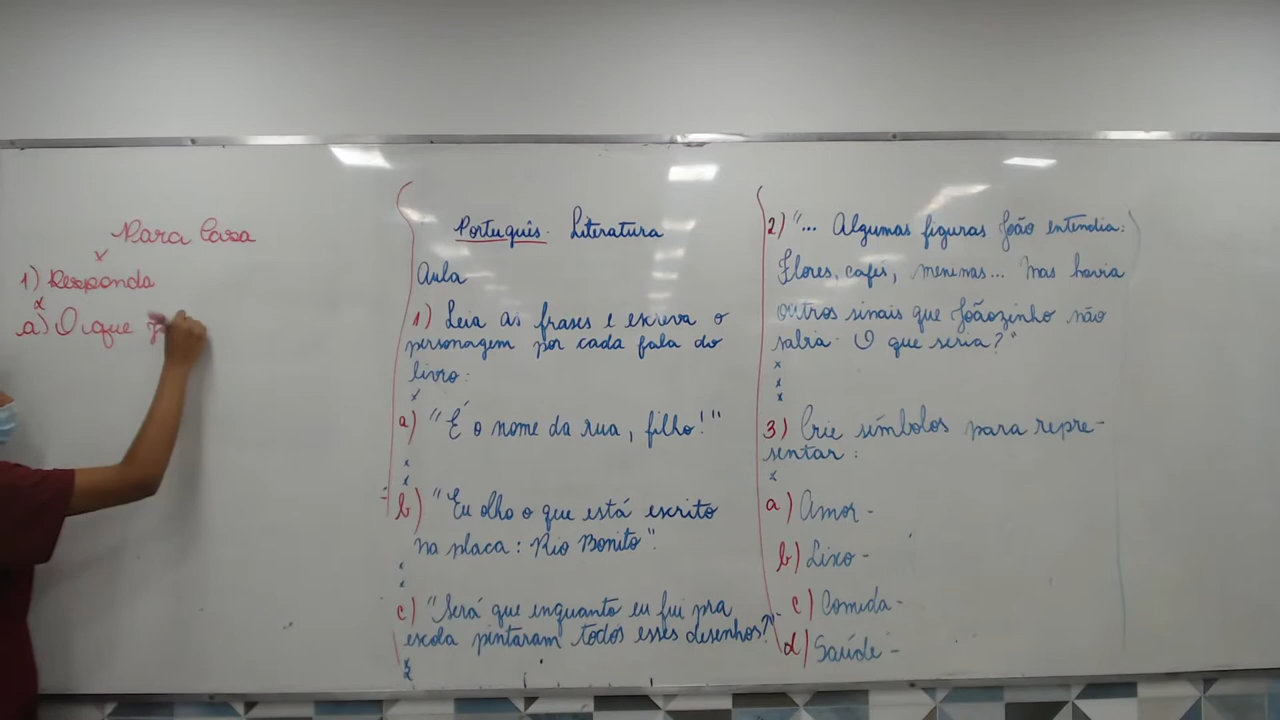 Para Casa
x
1) Responda
x
a) O que
Português. Literatura
Aula
1) Leia as frases e escreva o
personagem por cada fala do
livro:
x
a) "É o nome da rua, filho!"
x
x
b) "Eu olho o que está escrito
na placa: Rio Bonito".
x
x
c) "Será que enquanto eu fui pra
escola pintaram todos esses desenhos?"
x
x
2) "... Algumas figuras João entendia:
Flores, cafés, meninas... Mas havia
outros sinais que Joãozinho não
sabia. O que seria?"
x
x
x
3) Crie símbolos para repre-
sentar:
x
a) Amor -
b) Lixo -
c) Comida -
d) Saúde -